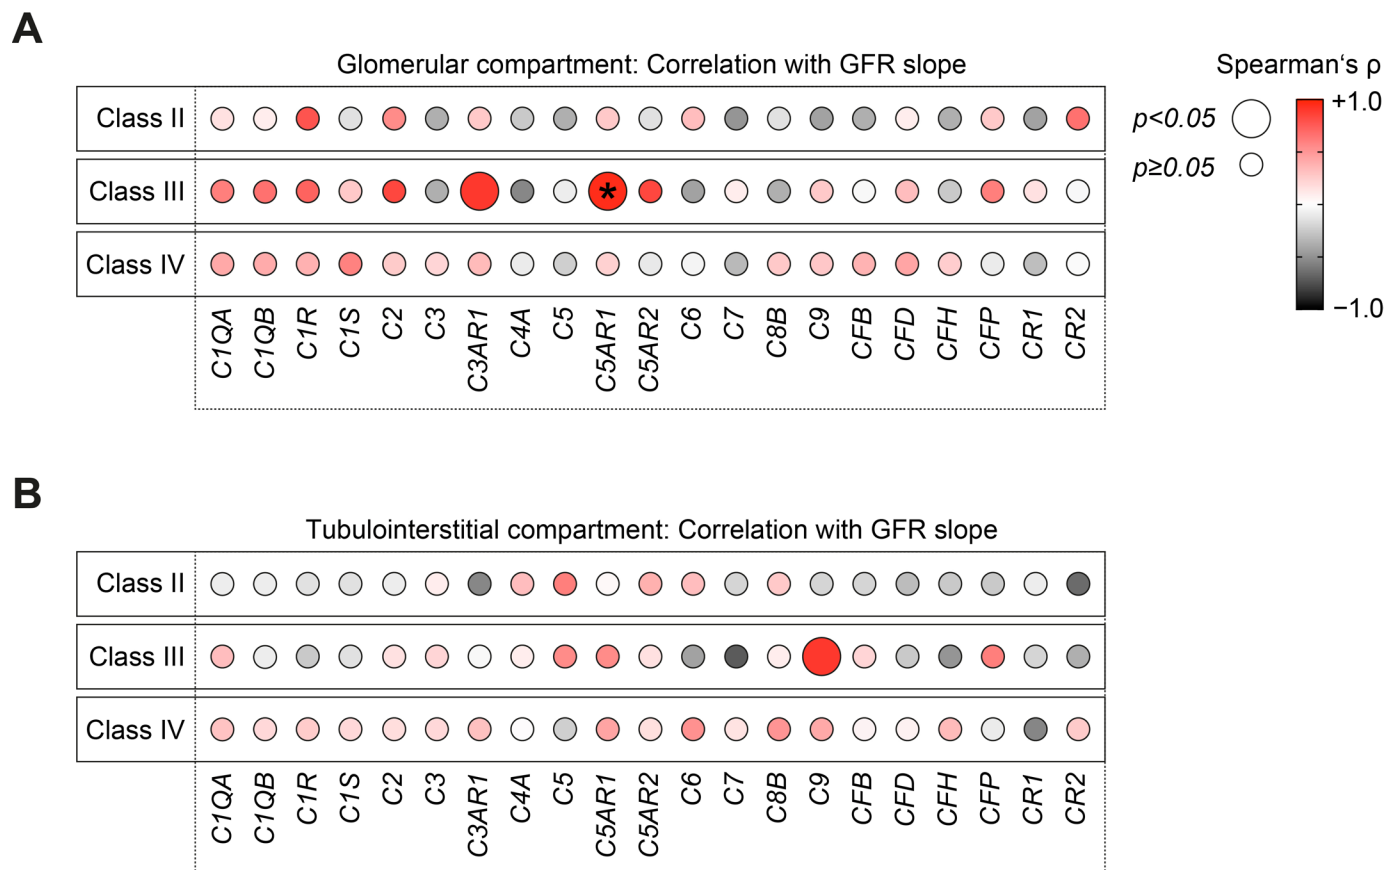 A
Glomerular compartment: Correlation with GFR slope
Spearman‘s ρ
Class II
p<0.05
+1.0
p≥0.05
Class III
*
Class IV
−1.0
C1QA C1QB C1R C1S C2 C3 C3AR1 C4A C5 C5AR1 C5AR2 C6 C7 C8B C9 CFB CFD CFH CFP CR1 CR2
B
Tubulointerstitial compartment: Correlation with GFR slope
Class II
Class III
Class IV
C1QA C1QB C1R C1S C2 C3 C3AR1 C4A C5 C5AR1 C5AR2 C6 C7 C8B C9 CFB CFD CFH CFP CR1 CR2